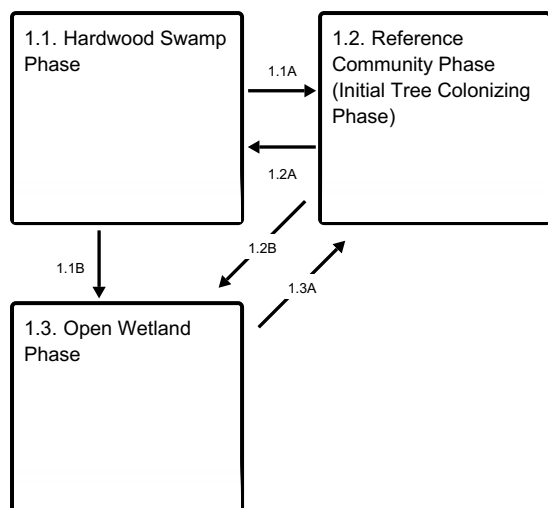 1.1. Hardwood Swamp
Phase
1.2. Reference
Community Phase
(Initial Tree Colonizing
Phase)
1.1A
1.2A
1.2B
1.1B
1.3A
1.3. Open Wetland
Phase